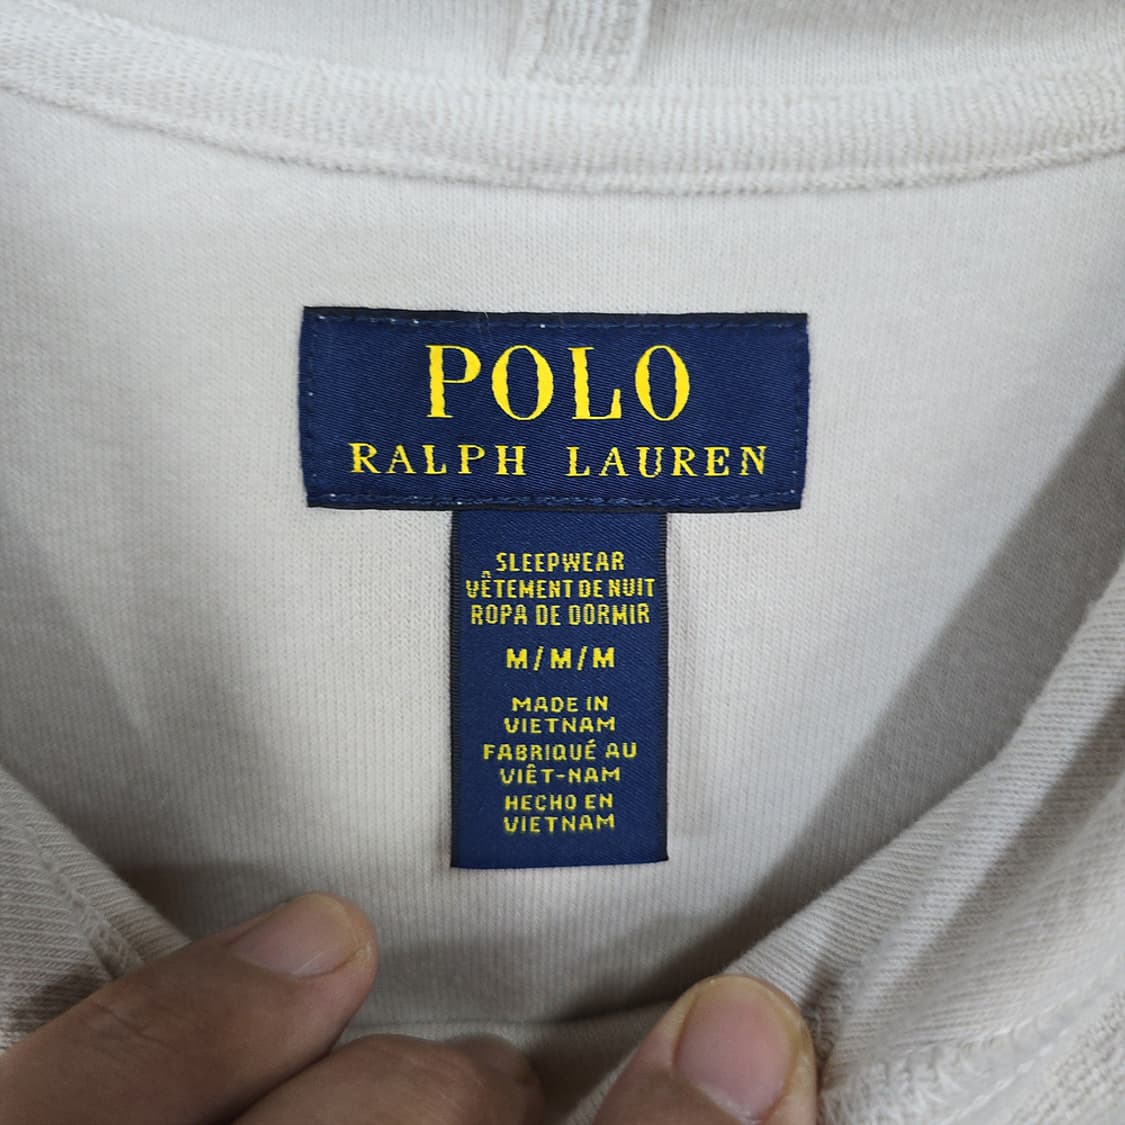 POLO
RALPH LAUREN
SLEEPWEAR
VÊTEMENT DE NUIT
ROPA DE DORMIR
M/M/M
MADE IN
VIETNAM
FABRIQUÉ AU
VIÊT-NAM
HECHO EN
VIETNAM